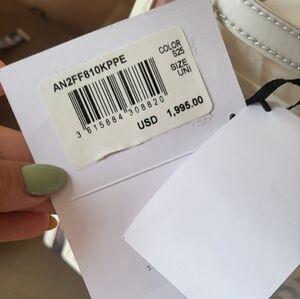 AN2FF810KPPE
COLOR
S25
SIZE
UNI
3 615884 308820
USD 1,995.00